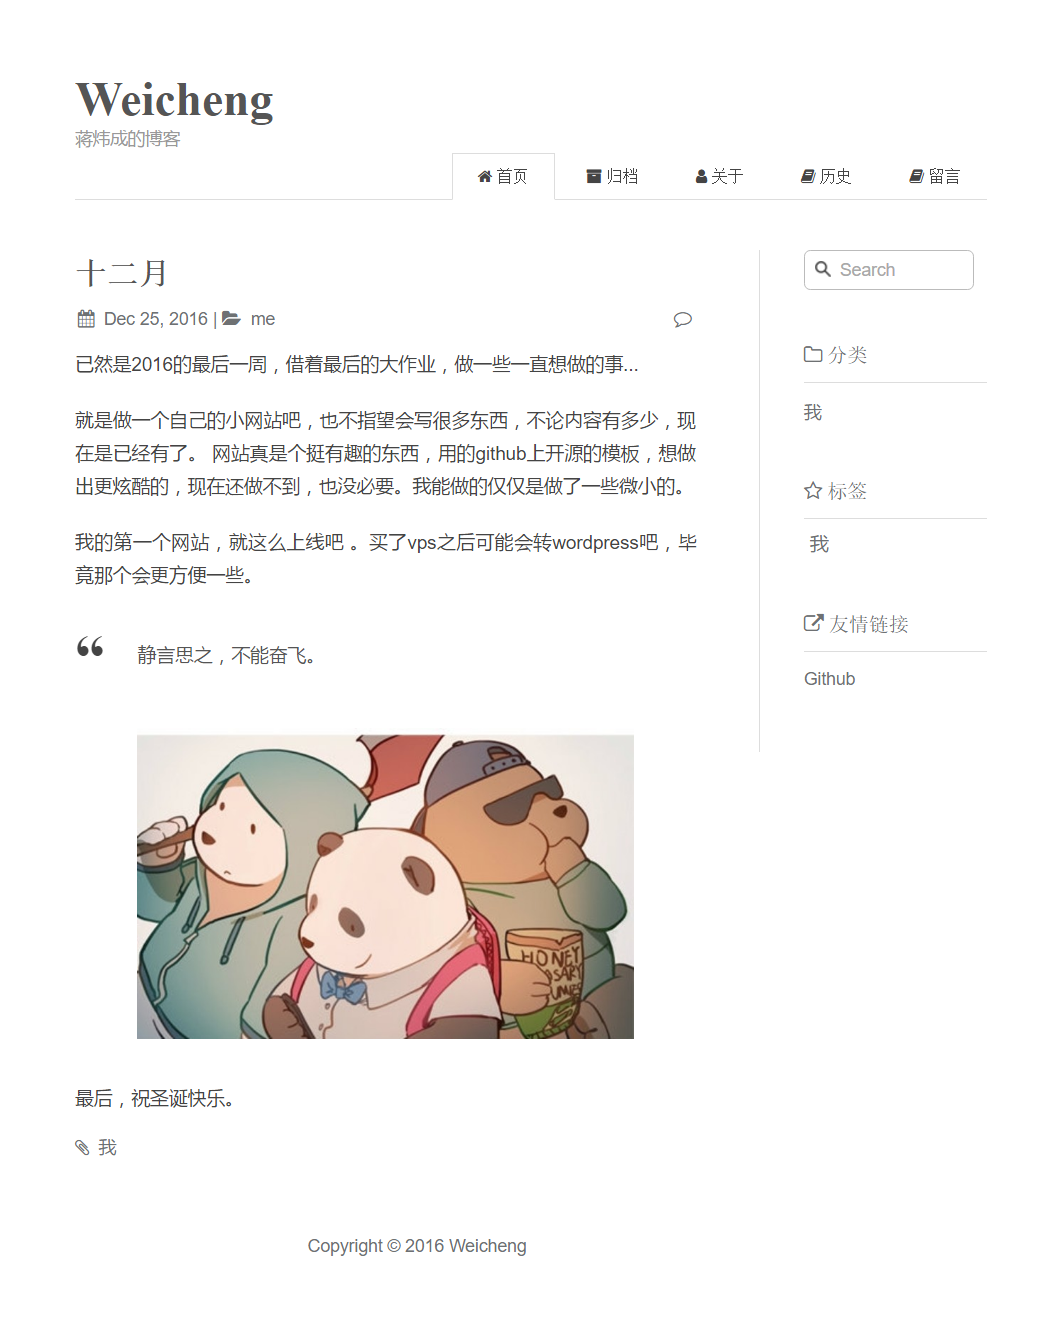 Weicheng
蒋炜成的博客
首页 归档 关于 历史 留言
十二月
Dec 25, 2016 | me
已然是2016的最后一周，借着最后的大作业，做一些一直想做的事...
就是做一个自己的小网站吧，也不指望会写很多东西，不论内容有多少，现
在是已经有了。 网站真是个挺有趣的东西，用的github上开源的模板，想做
出更炫酷的，现在还做不到，也没必要。我能做的仅仅是做了一些微小的。
我的第一个网站，就这么上线吧 。买了vps之后可能会转wordpress吧，毕
竟那个会更方便一些。
“ 静言思之，不能奋飞。
HONEY
最后，祝圣诞快乐。
我
Search
分类
我
标签
我
友情链接
Github
Copyright © 2016 Weicheng